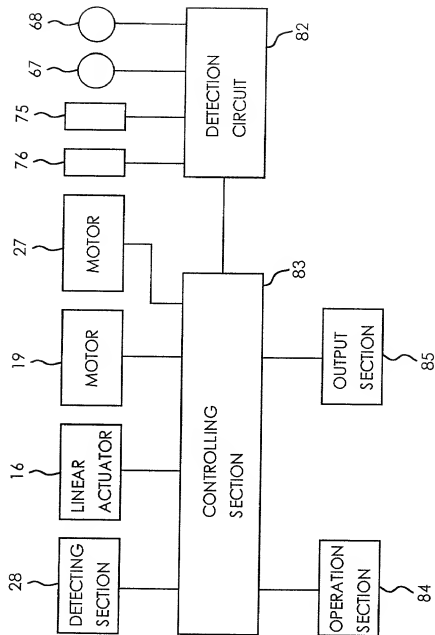 28
16
19
27
76
75
67
68
DETECTING
SECTION
LINEAR
ACTUATOR
MOTOR
MOTOR
DETECTION
CIRCUIT
82
CONTROLLING
SECTION
83
OPERATION
SECTION
84
OUTPUT
SECTION
85